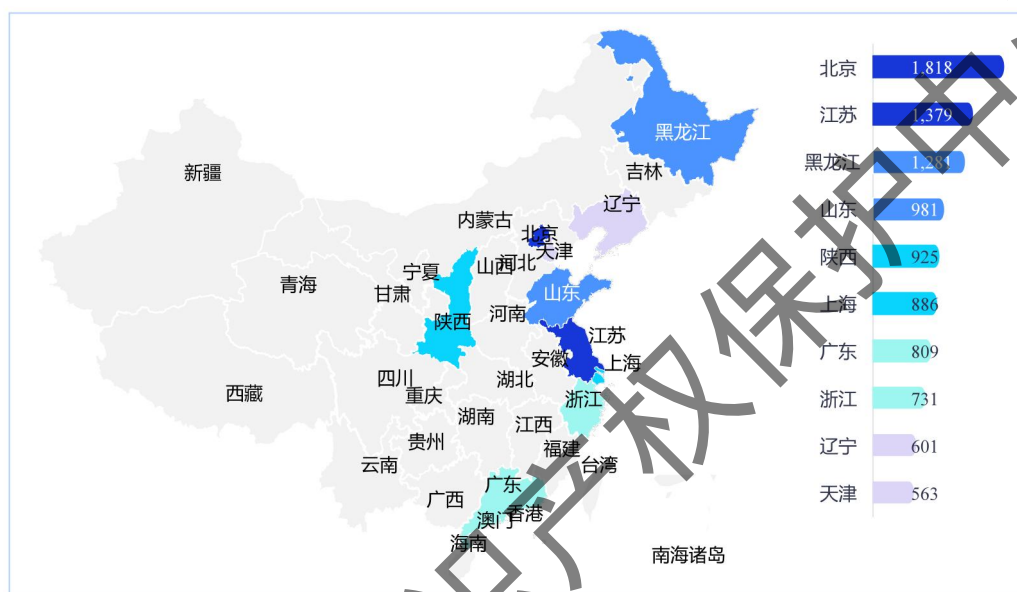 黑龙江
吉林
辽宁
新疆
内蒙古
北京
天津
河北
山西
宁夏
青海
甘肃
山东
河南
陕西
江苏
安徽
上海
四川
湖北
西藏
重庆
浙江
湖南
江西
贵州
福建
云南
台湾
广东
广西
香港
澳门
海南
南海诸岛
北京 1,818
江苏 1,379
黑龙江 1,281
山东 981
陕西 925
上海 886
广东 809
浙江 731
辽宁 601
天津 563
识产权保护中